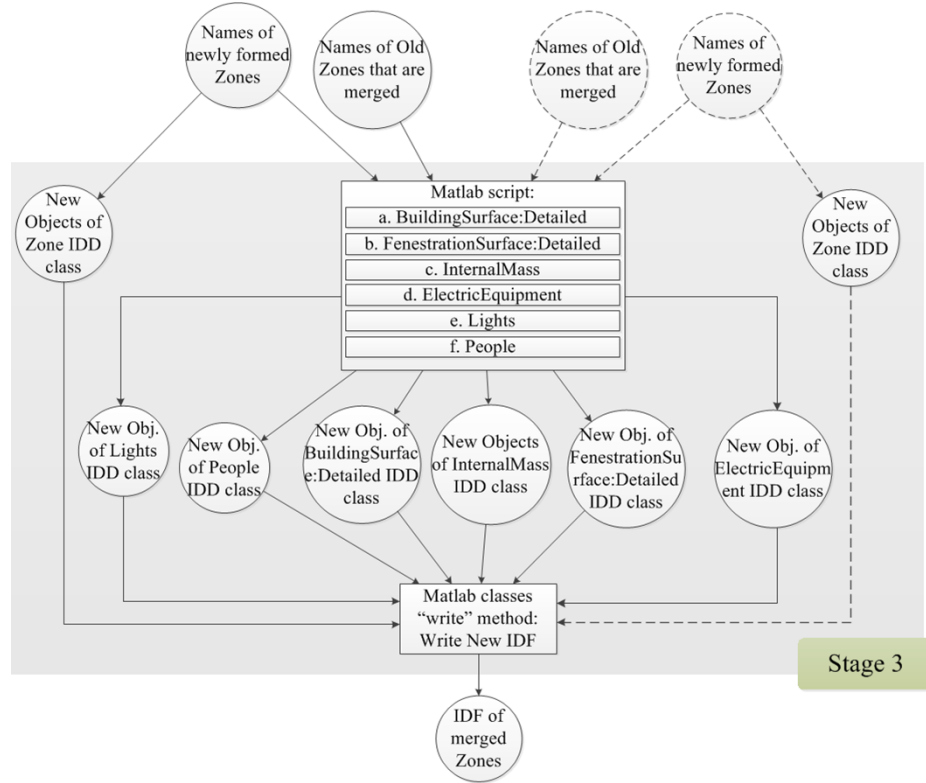 Names of
newly formed
Zones
Names of Old
Zones that are
merged
Names of Old
Zones that are
merged
Names of
newly formed
Zones
New
Objects of
Zone IDD
class
Matlab script:
a. BuildingSurface:Detailed
b. FenestrationSurface:Detailed
c. InternalMass
d. ElectricEquipment
e. Lights
f. People
New
Objects of
Zone IDD
class
New Obj.
of Lights
IDD class
New Obj.
of People
IDD class
New Obj. of
BuildingSurfac
e:Detailed IDD
class
New Objects
of InternalMass
IDD class
New Obj. of
FenestrationSu
rface:Detailed
IDD class
New Obj. of
ElectricEquipm
ent IDD class
Matlab classes
“write” method:
Write New IDF
Stage 3
IDF of
merged
Zones